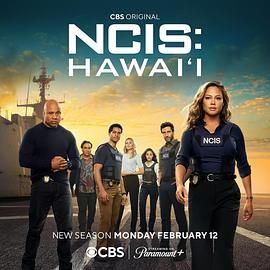 CBS ORIGINAL
NCIS:
HAWAI‘I
NCIS
NEW SEASON MONDAY FEBRUARY 12
CBS
STREAMING ON
Paramount+